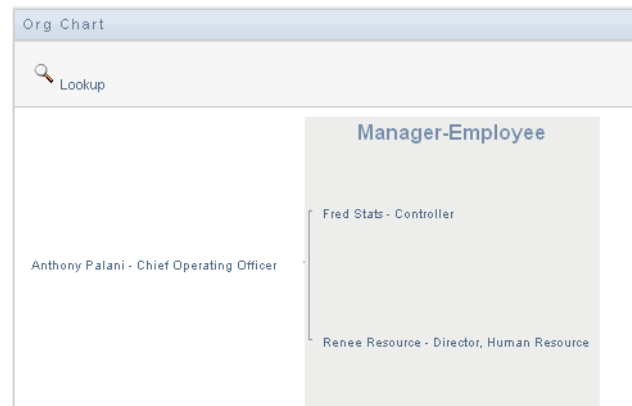 Org Chart
Lookup
Manager-Employee
Fred Stats - Controller
Anthony Palani - Chief Operating Officer
Renee Resource - Director, Human Resource